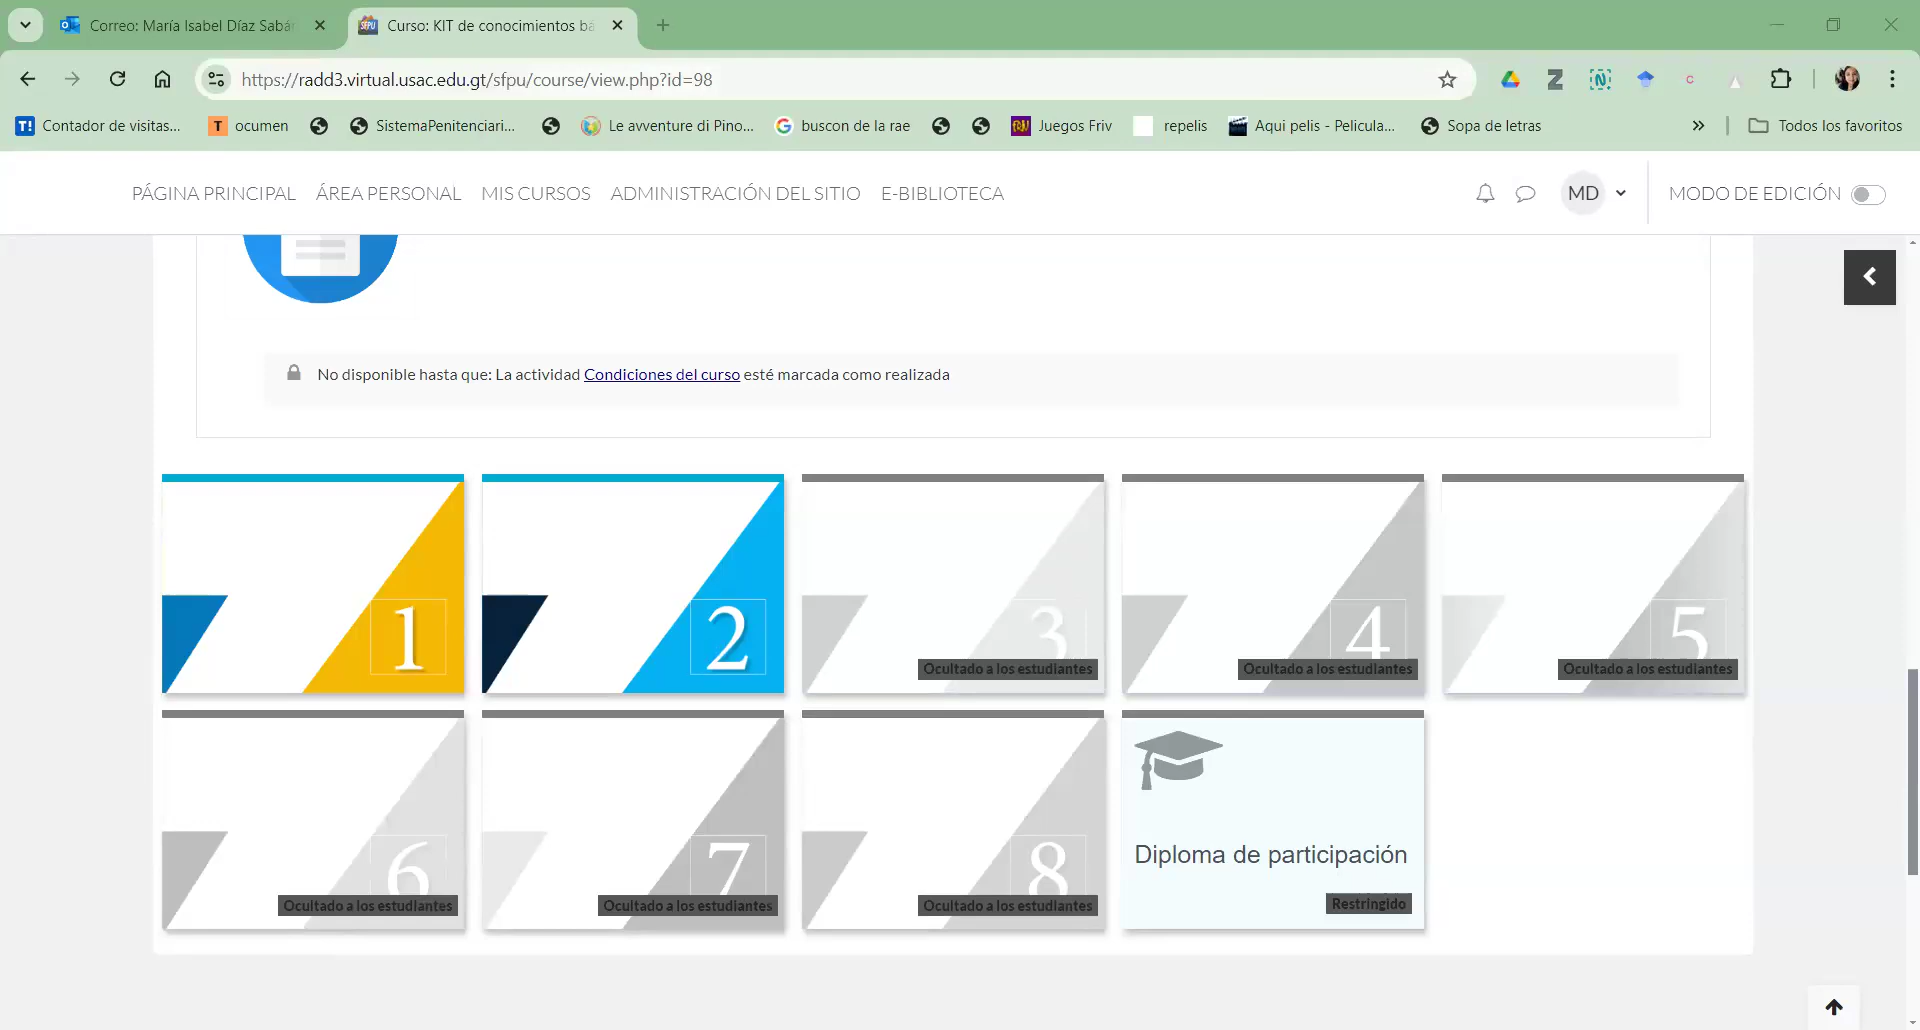 Correo: María Isabel Díaz Sabá
Curso: KIT de conocimientos bá
https://radd3.virtual.usac.edu.gt/sfpu/course/view.php?id=98
Contador de visitas...
ocumen
SistemaPenitenciari...
Le avventure di Pino...
buscon de la rae
Juegos Friv
repelis
Aqui pelis - Pelicula...
Sopa de letras
Todos los favoritos
PÁGINA PRINCIPAL
ÁREA PERSONAL
MIS CURSOS
ADMINISTRACIÓN DEL SITIO
E-BIBLIOTECA
MD
MODO DE EDICIÓN
No disponible hasta que: La actividad Condiciones del curso esté marcada como realizada
1
2
3
Ocultado a los estudiantes
4
Ocultado a los estudiantes
5
Ocultado a los estudiantes
6
Ocultado a los estudiantes
7
Ocultado a los estudiantes
8
Ocultado a los estudiantes
Diploma de participación
Restringido